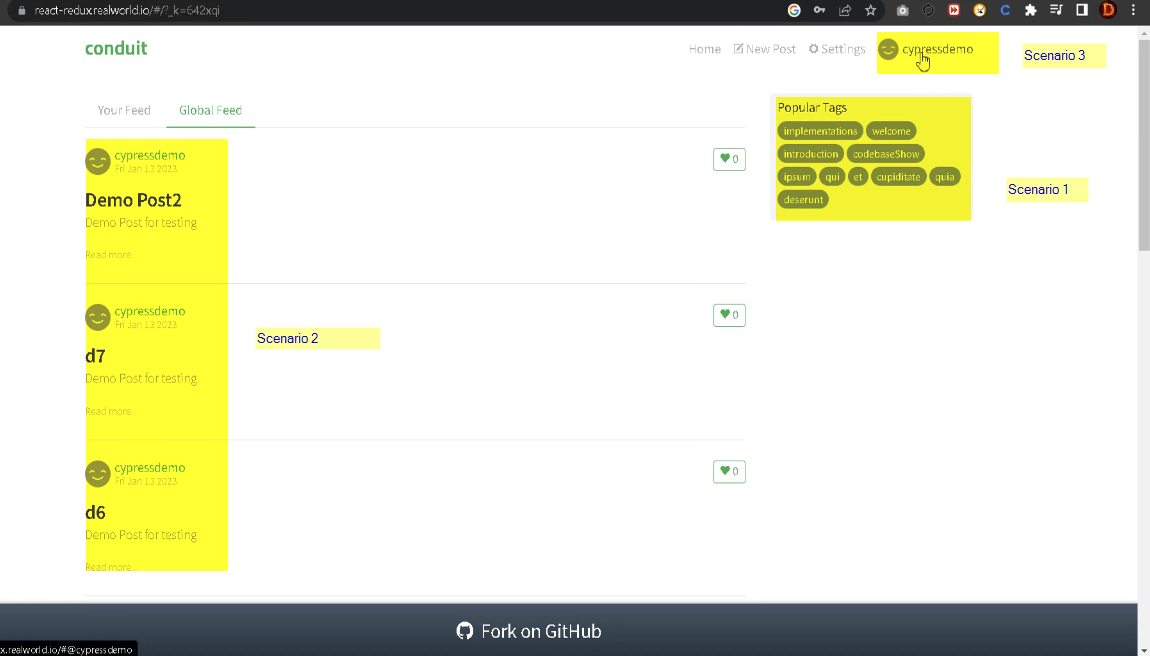 react-redux.realworld.io/#/?_k=642xqi
conduit
Home New Post Settings cypressdemo
Scenario 3
Your Feed Global Feed
Popular Tags
implementations welcome
introduction codebaseShow
ipsum qui et cupiditate quia
deserunt
Scenario 1
cypressdemo
Fri Jan 13 2023
0
Demo Post2
Demo Post for testing
Read more...
cypressdemo
Fri Jan 13 2023
0
Scenario 2
d7
Demo Post for testing
Read more...
cypressdemo
Fri Jan 13 2023
0
d6
Demo Post for testing
Read more...
Fork on GitHub
x.realworld.io/#@cypressdemo